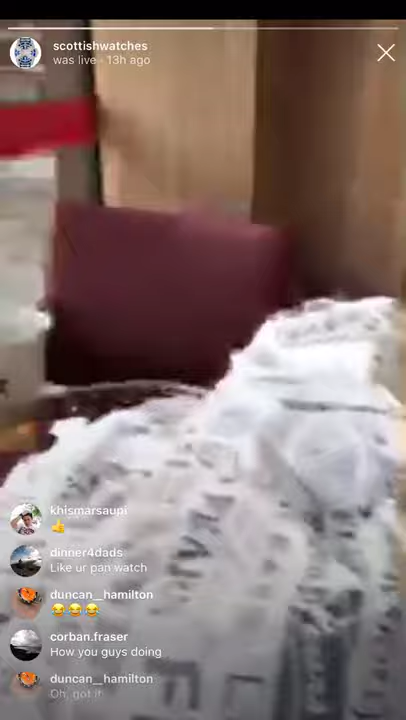 scottishwatches
was live · 13h ago
khismarsaupi
👍
dinner4dads
Like ur pan watch
duncan__hamilton
😂😂😂
corban.fraser
How you guys doing
duncan__hamilton
Oh, got it